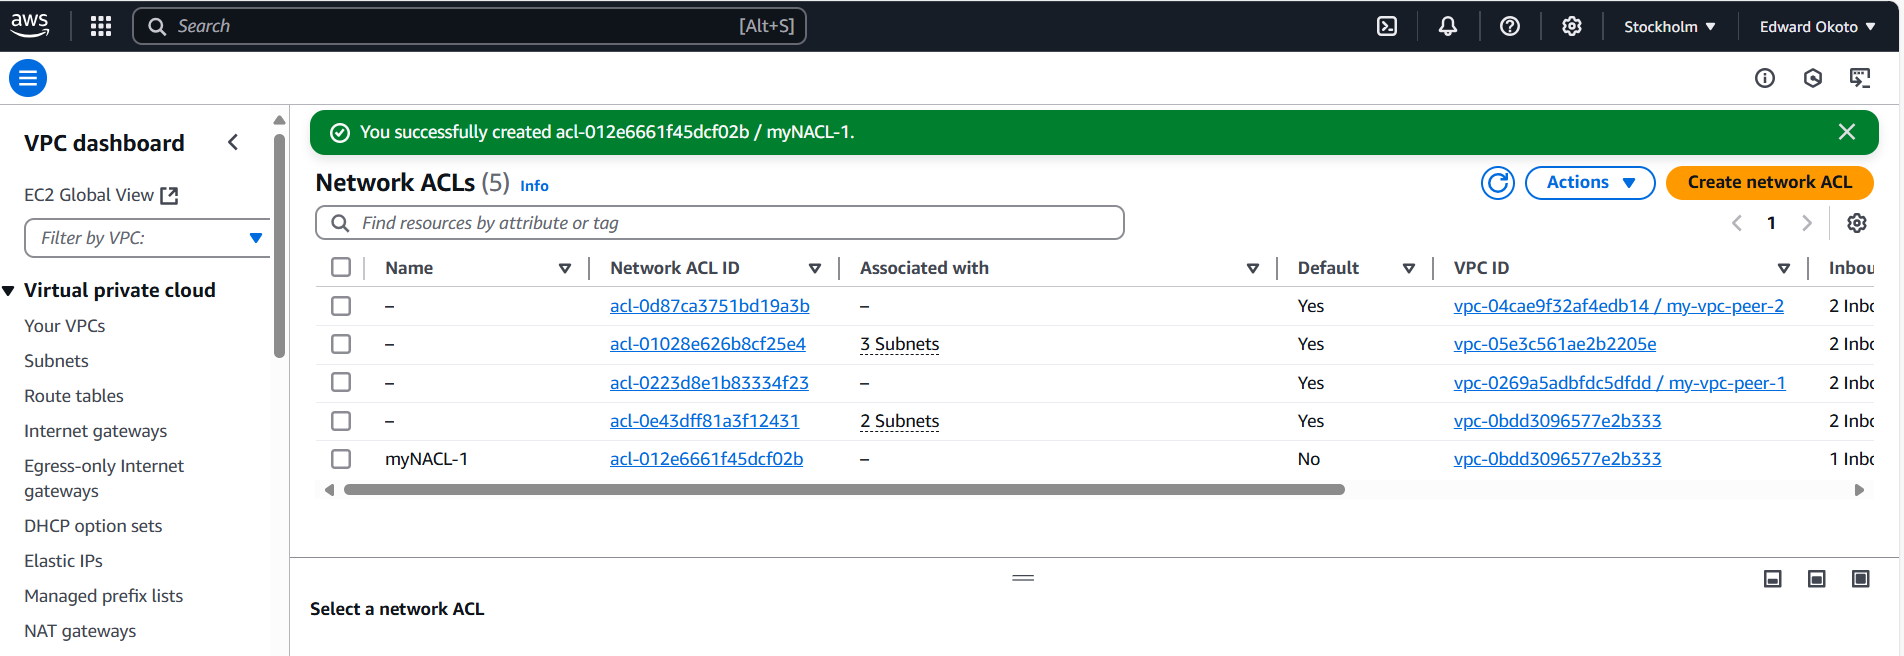 aws
Search [Alt+S] Stockholm Edward Okoto
VPC dashboard
EC2 Global View
Filter by VPC:
Virtual private cloud
Your VPCs
Subnets
Route tables
Internet gateways
Egress-only Internet
gateways
DHCP option sets
Elastic IPs
Managed prefix lists
NAT gateways
You successfully created acl-012e6661f45dcf02b / myNACL-1.
Network ACLs (5) Info Actions Create network ACL
Find resources by attribute or tag 1
Name Network ACL ID Associated with Default VPC ID Inbou
– acl-0d87ca3751bd19a3b – Yes vpc-04cae9f32af4edb14 / my-vpc-peer-2 2 Inbo
– acl-01028e626b8cf25e4 3 Subnets Yes vpc-05e3c561ae2b2205e 2 Inbo
– acl-0223d8e1b83334f23 – Yes vpc-0269a5adbfdc5dfdd / my-vpc-peer-1 2 Inbo
– acl-0e43dff81a3f12431 2 Subnets Yes vpc-0bdd3096577e2b333 2 Inbo
myNACL-1 acl-012e6661f45dcf02b – No vpc-0bdd3096577e2b333 1 Inbo
Select a network ACL